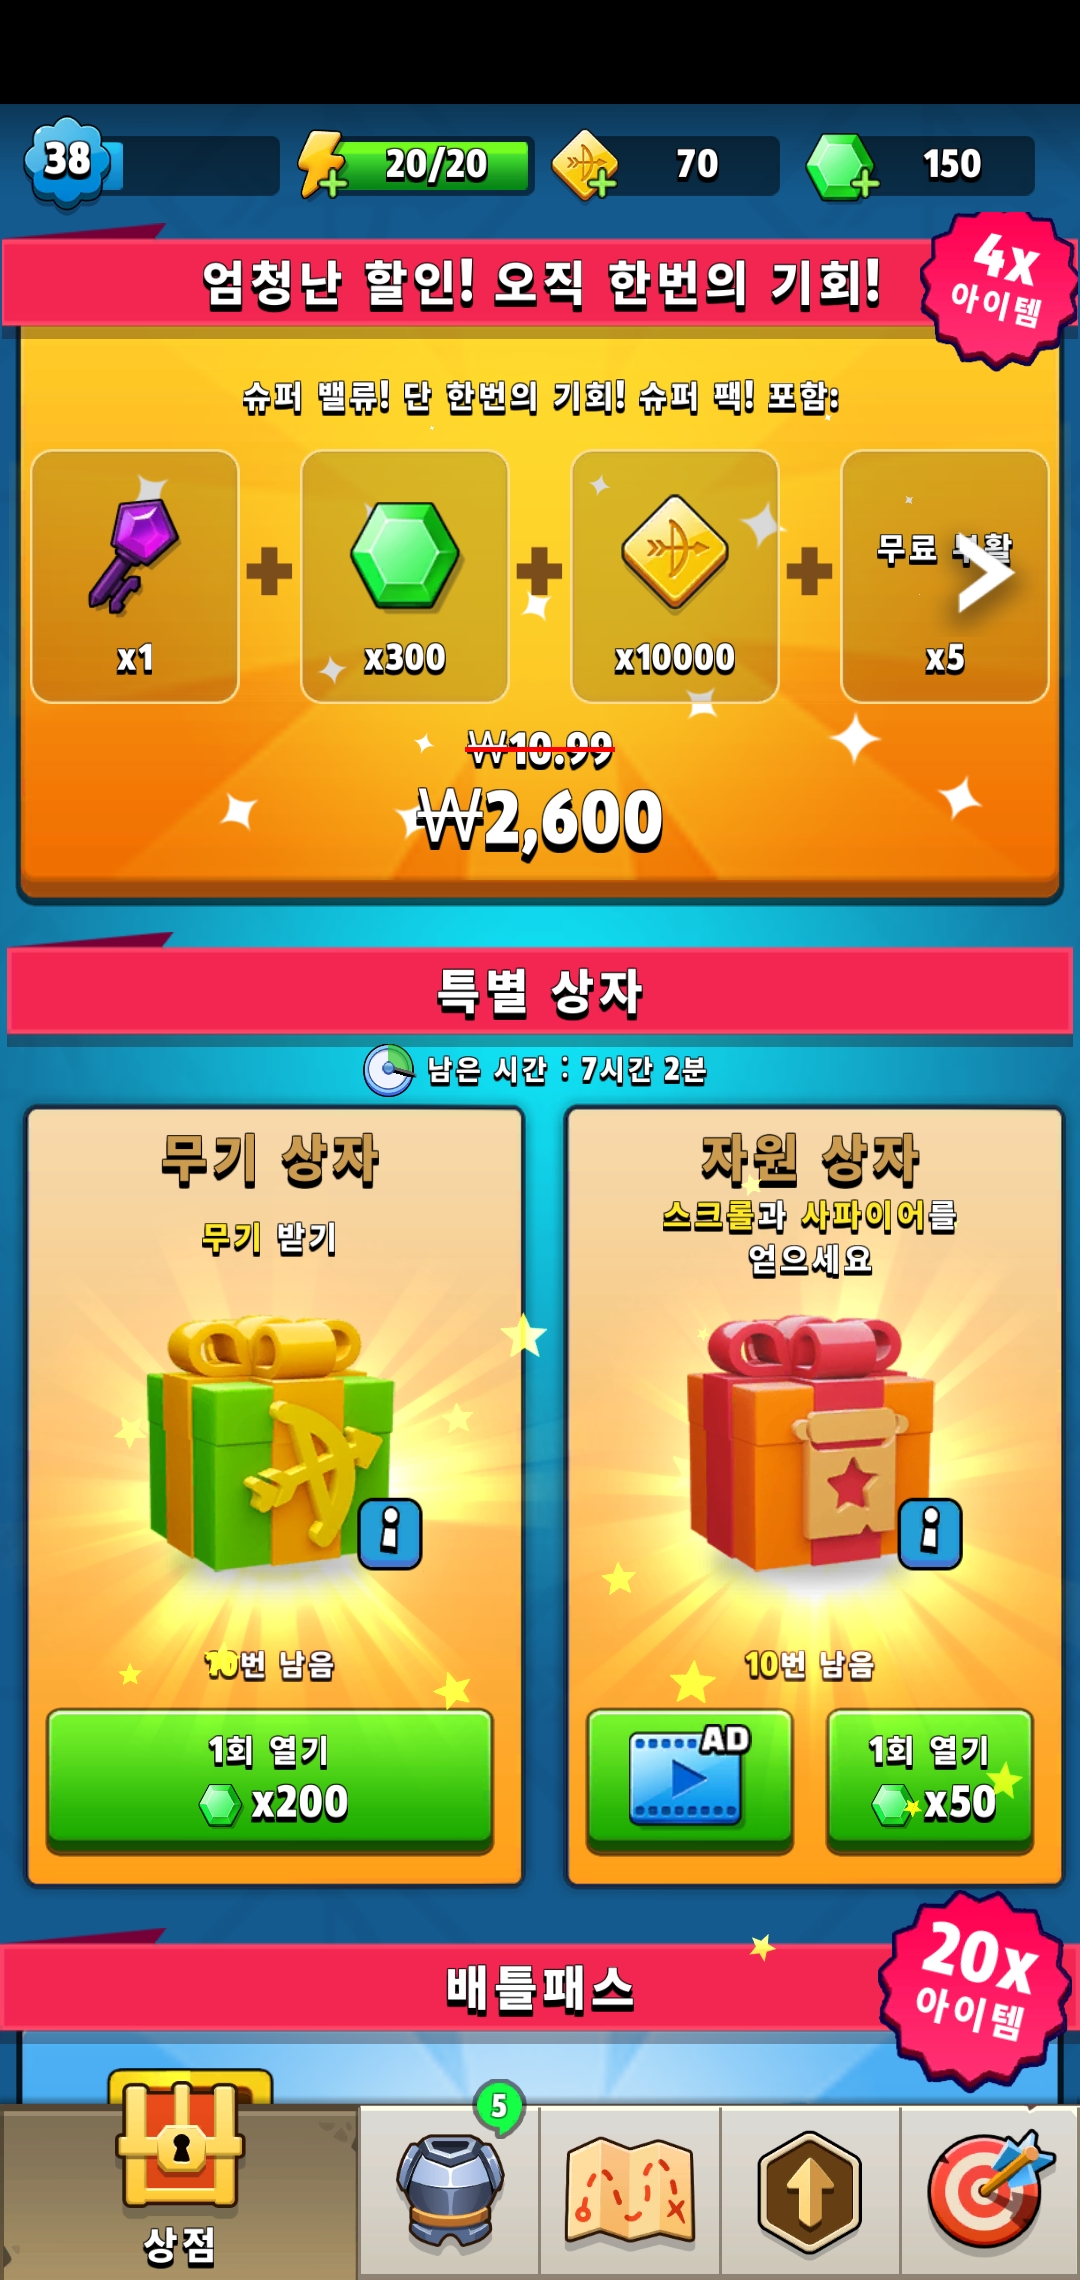 38
20/20
70
150
엄청난 할인! 오직 한번의 기회!
4x
아이템
슈퍼 밸류! 단 한번의 기회! 슈퍼 팩! 포함:
무료 부활
x1
x300
x10000
x5
₩10.99
₩2,600
특별 상자
남은 시간 : 7시간 2분
무기 상자
무기 받기
10번 남음
1회 열기
x200
자원 상자
스크롤과 사파이어를
얻으세요
10번 남음
AD
1회 열기
x50
배틀패스
20x
아이템
5
상점